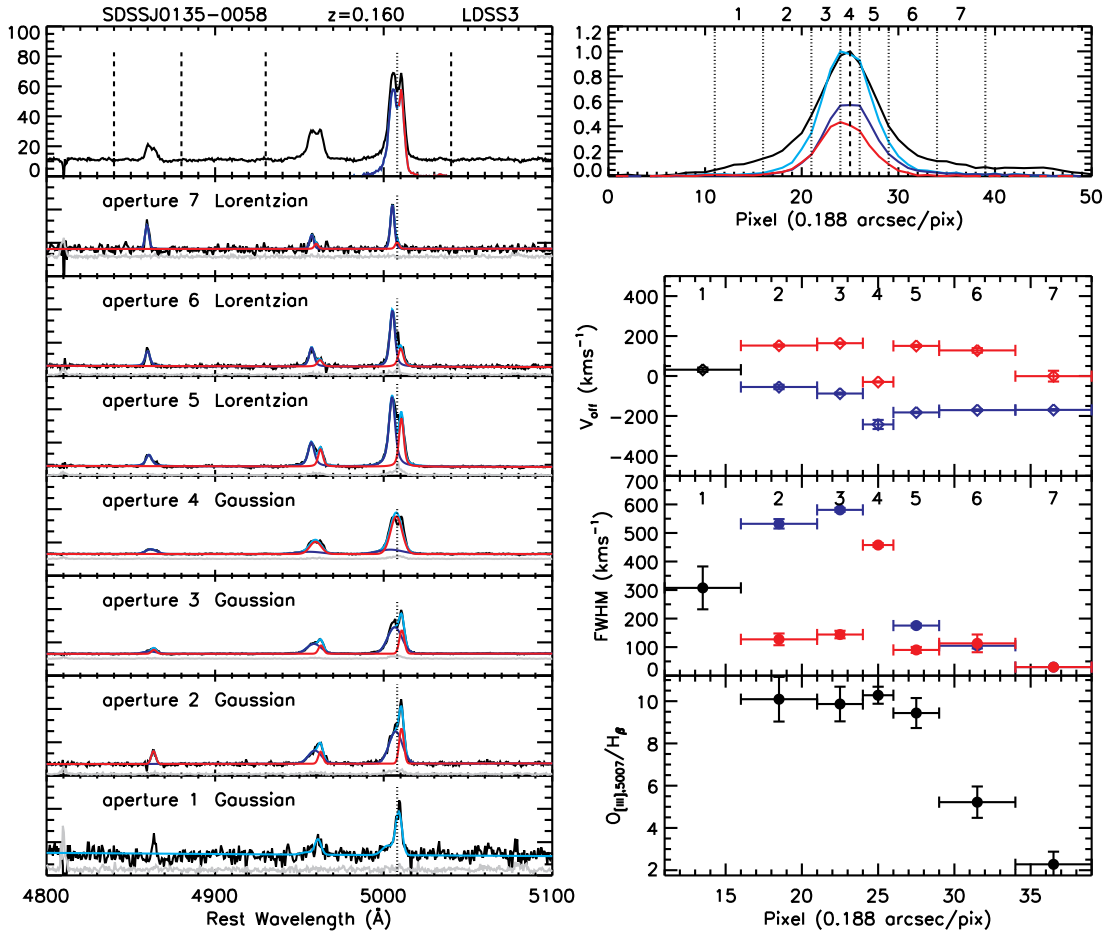 SDSSJ0135-0058 z=0.160 LDSS3
100
80
60
40
20
0
aperture 7 Lorentzian
aperture 6 Lorentzian
aperture 5 Lorentzian
aperture 4 Gaussian
aperture 3 Gaussian
aperture 2 Gaussian
aperture 1 Gaussian
4800 4900 5000 5100
Rest Wavelength (Å)
1 2 3 4 5 6 7
1.2
1.0
0.8
0.6
0.4
0.2
0.0
0 10 20 30 40 50
Pixel (0.188 arcsec/pix)
1 2 3 4 5 6 7
400
200
0
-200
-400
V_off (kms⁻¹)
1 2 3 4 5 6 7
700
600
500
400
300
200
100
0
FWHM (kms⁻¹)
10
8
6
4
2
O_[III],5007/H_β
15 20 25 30 35
Pixel (0.188 arcsec/pix)